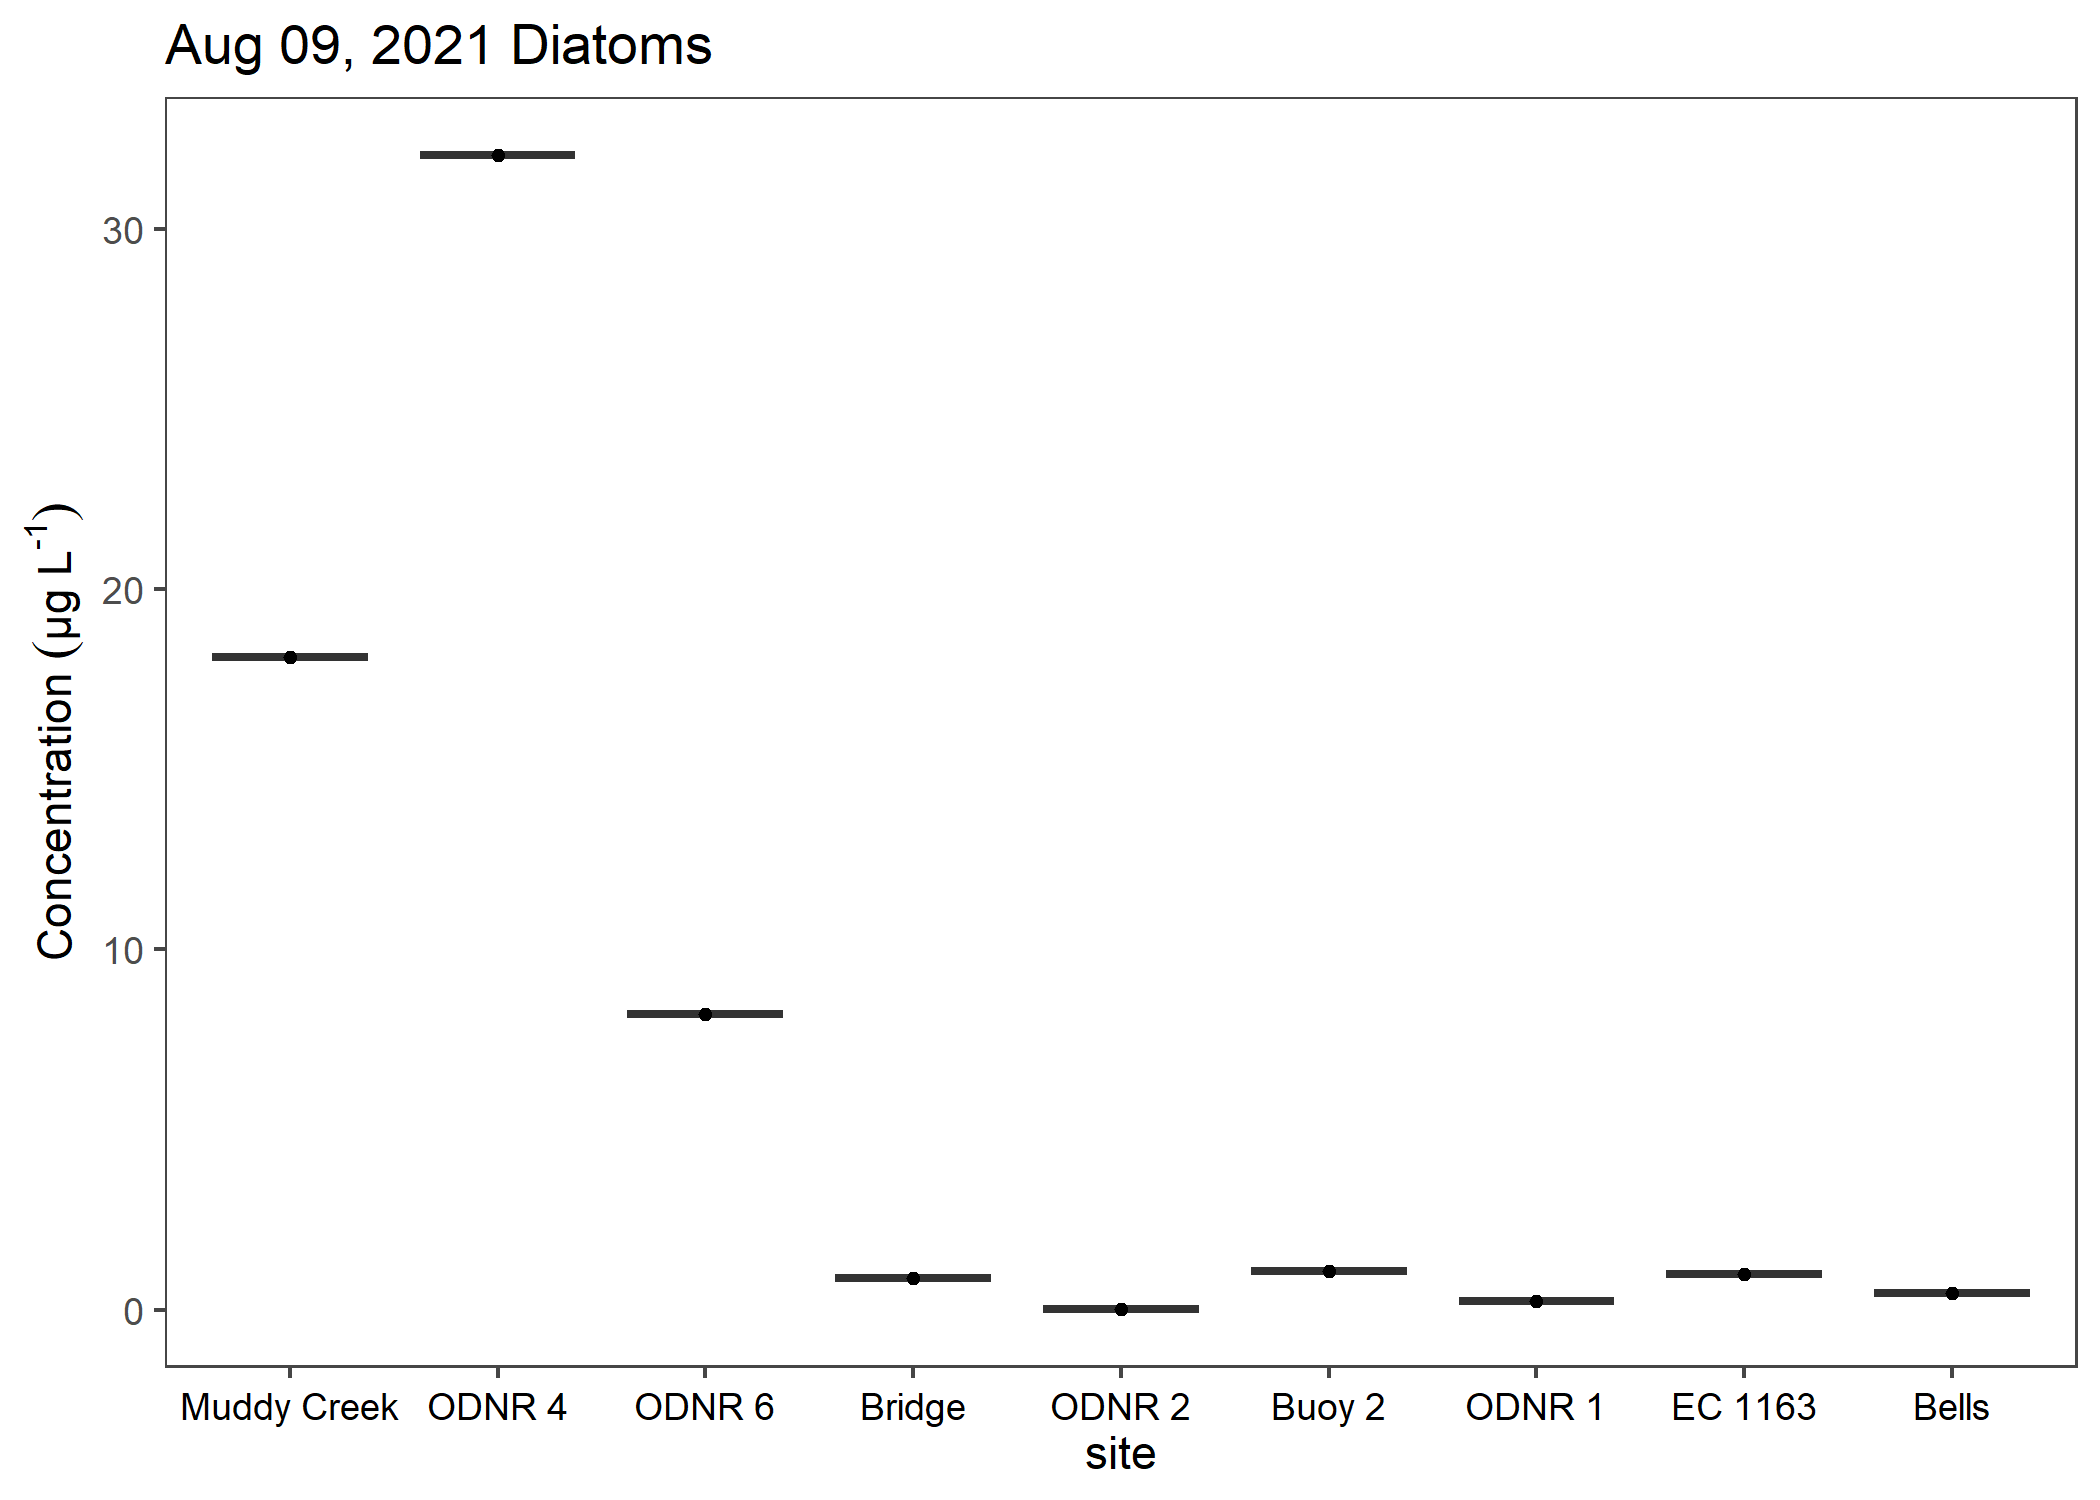 Aug 09, 2021 Diatoms
Concentration (µg L⁻¹)
30
20
10
0
Muddy Creek ODNR 4 ODNR 6 Bridge ODNR 2 Buoy 2 ODNR 1 EC 1163 Bells
site